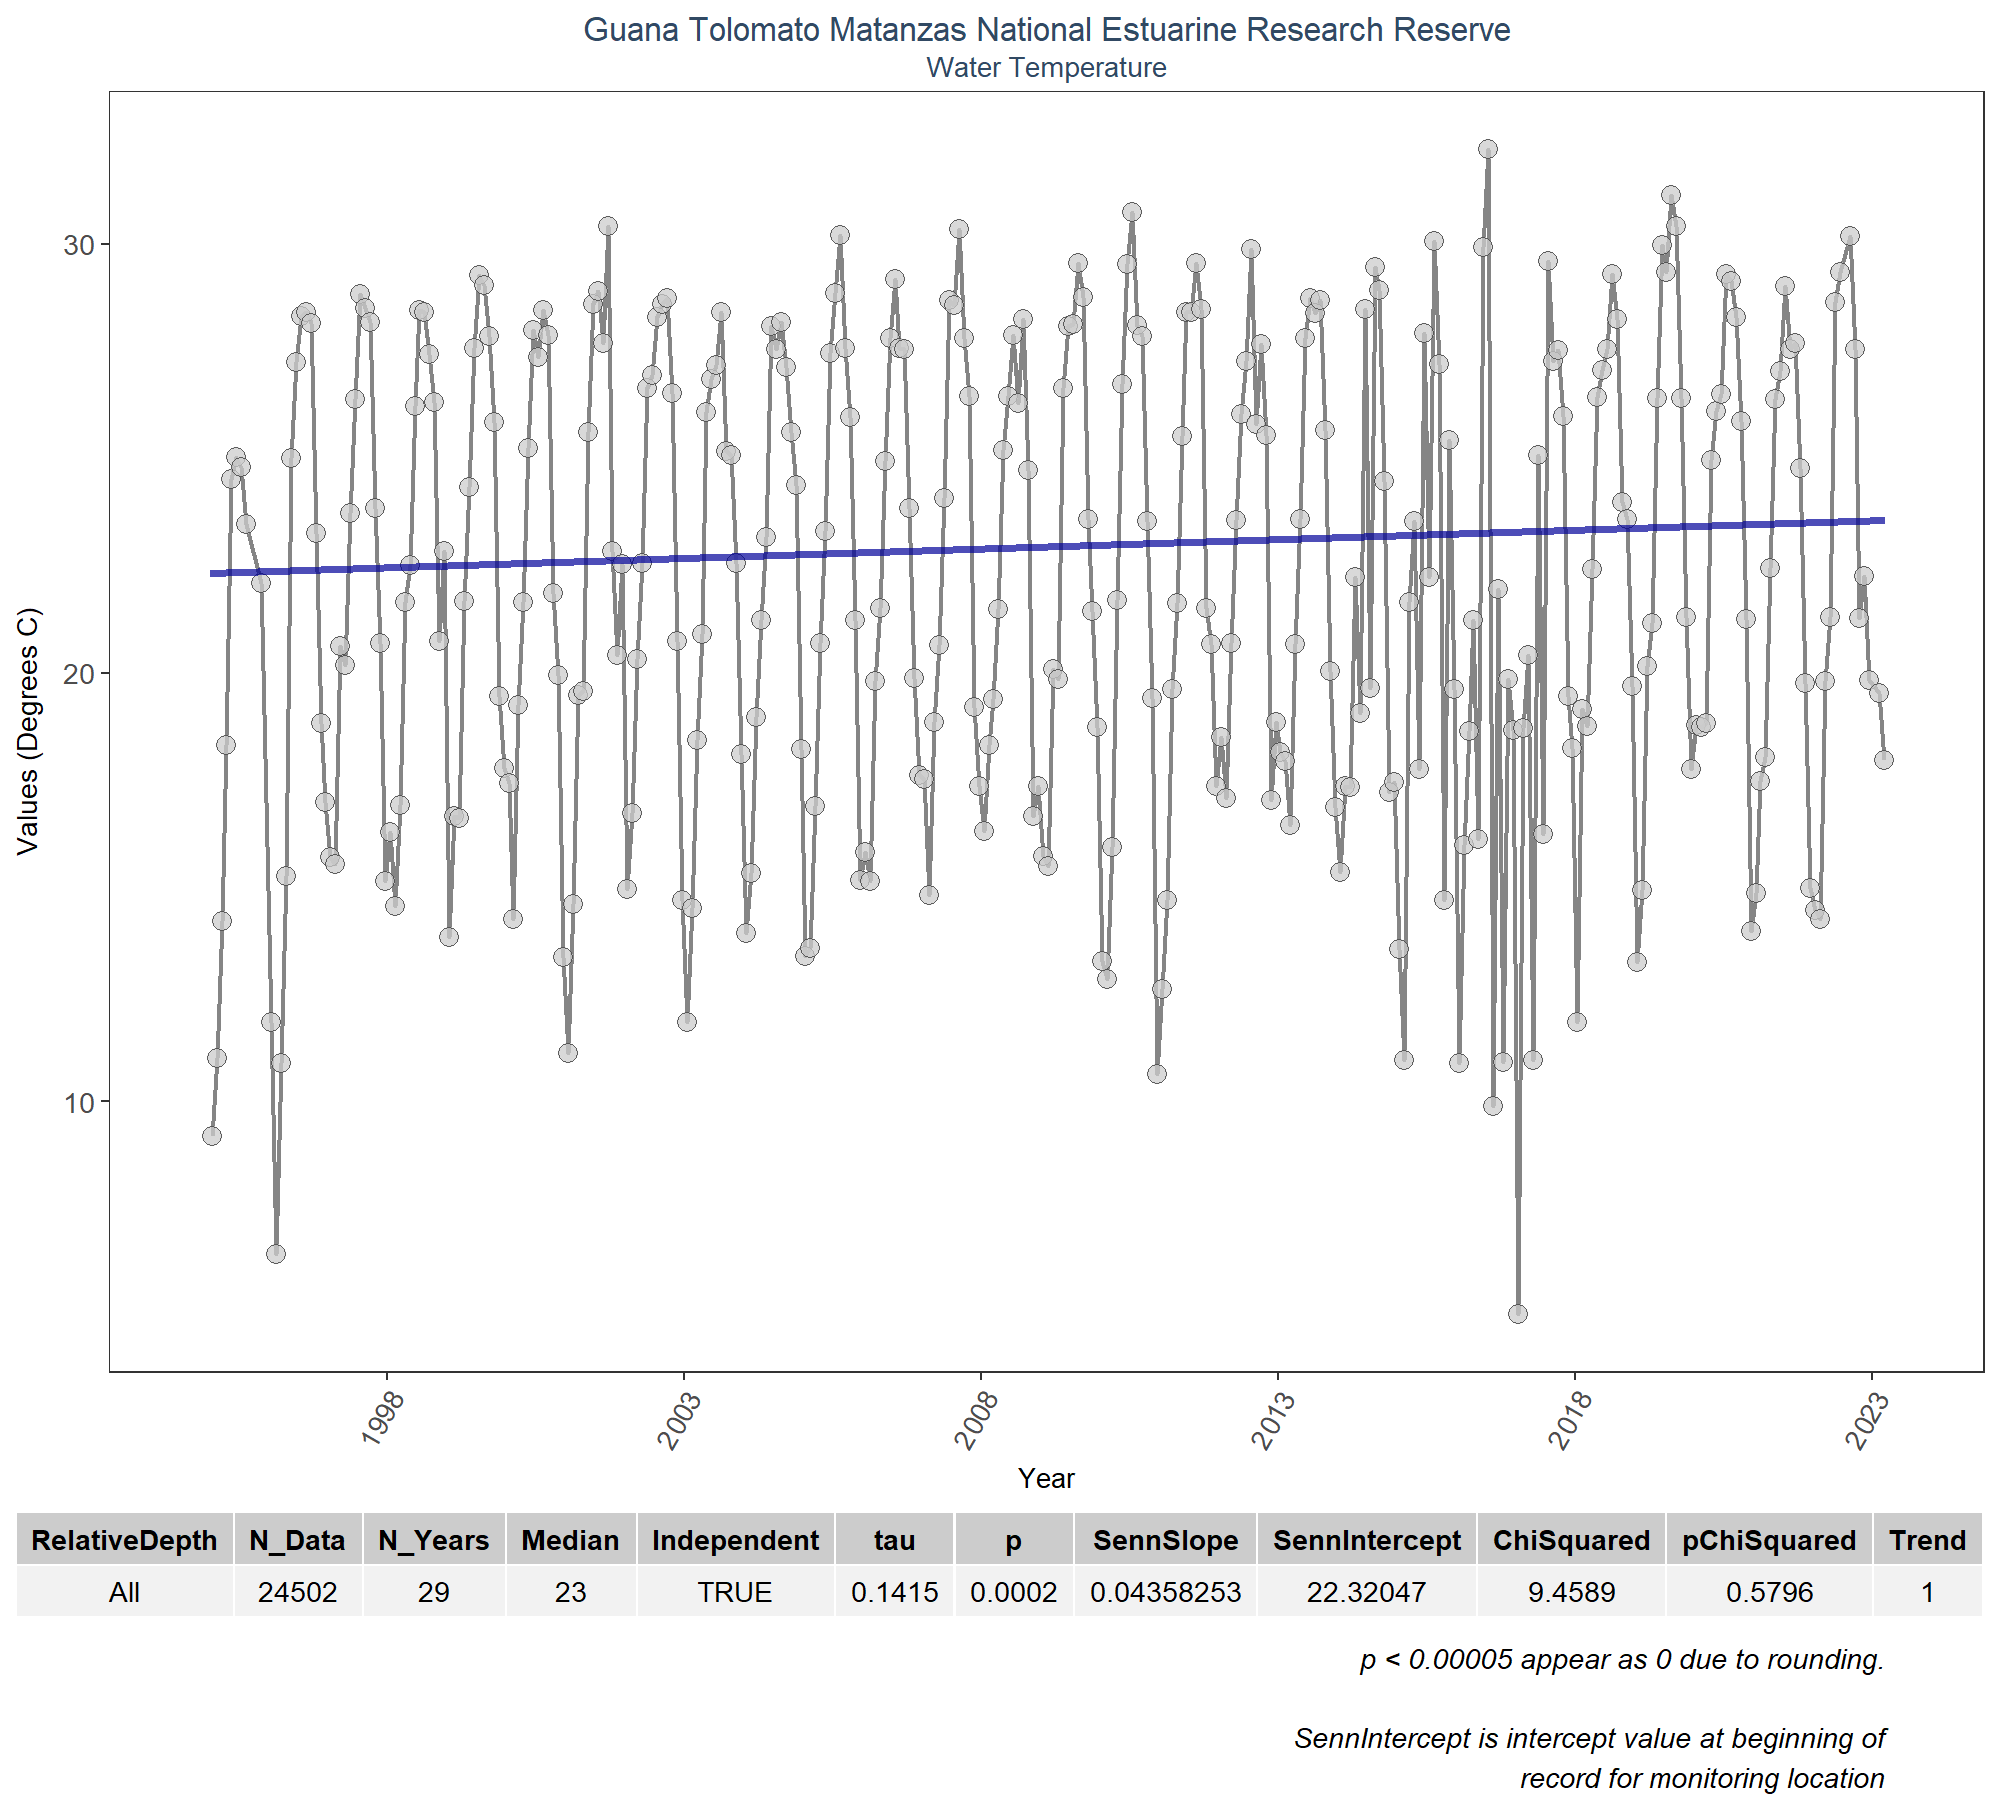 Guana Tolomato Matanzas National Estuarine Research Reserve
Water Temperature
Values (Degrees C)
30
20
10
1998
2003
2008
2013
2018
2023
Year
RelativeDepth N_Data N_Years Median Independent tau p SennSlope SennIntercept ChiSquared pChiSquared Trend
All 24502 29 23 TRUE 0.1415 0.0002 0.04358253 22.32047 9.4589 0.5796 1
p < 0.00005 appear as 0 due to rounding.
SennIntercept is intercept value at beginning of
record for monitoring location